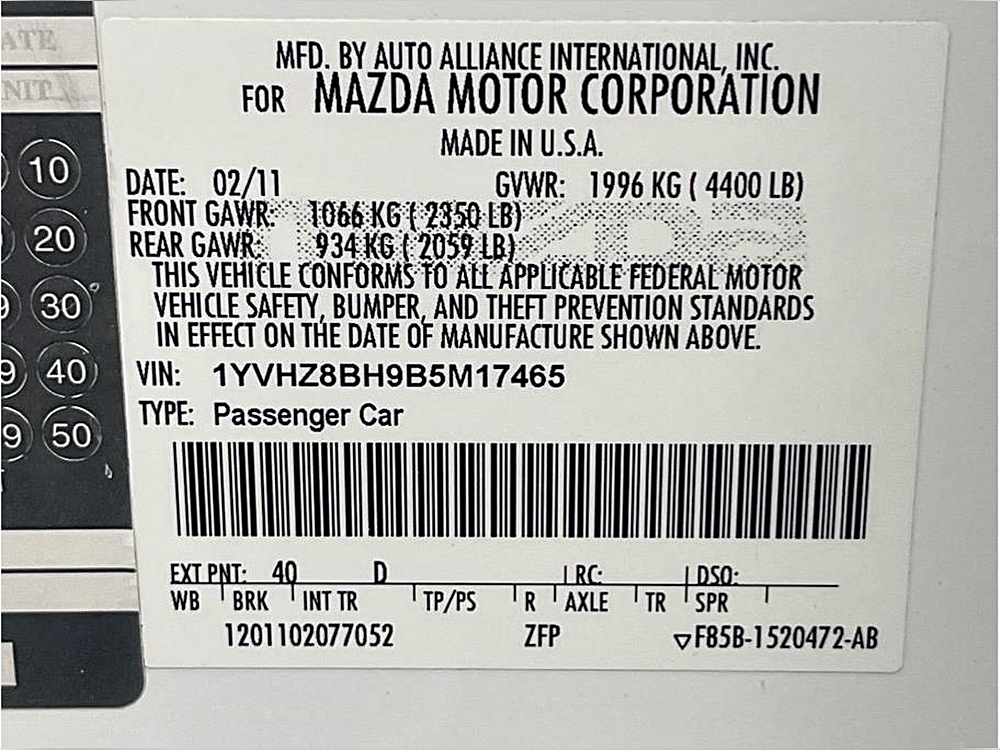 ATE
NIT
10
20
30
9 40
9 50
MFD. BY AUTO ALLIANCE INTERNATIONAL, INC.
FOR MAZDA MOTOR CORPORATION
MADE IN U.S.A.
DATE: 02/11 GVWR: 1996 KG ( 4400 LB)
FRONT GAWR: 1066 KG ( 2350 LB)
REAR GAWR: 934 KG ( 2059 LB)
THIS VEHICLE CONFORMS TO ALL APPLICABLE FEDERAL MOTOR
VEHICLE SAFETY, BUMPER, AND THEFT PREVENTION STANDARDS
IN EFFECT ON THE DATE OF MANUFACTURE SHOWN ABOVE.
VIN: 1YVHZ8BH9B5M17465
TYPE: Passenger Car
EXT PNT: 40 D RC: DSO:
WB BRK INT TR TP/PS R AXLE TR SPR
1201102077052 ZFP ▽F85B-1520472-AB